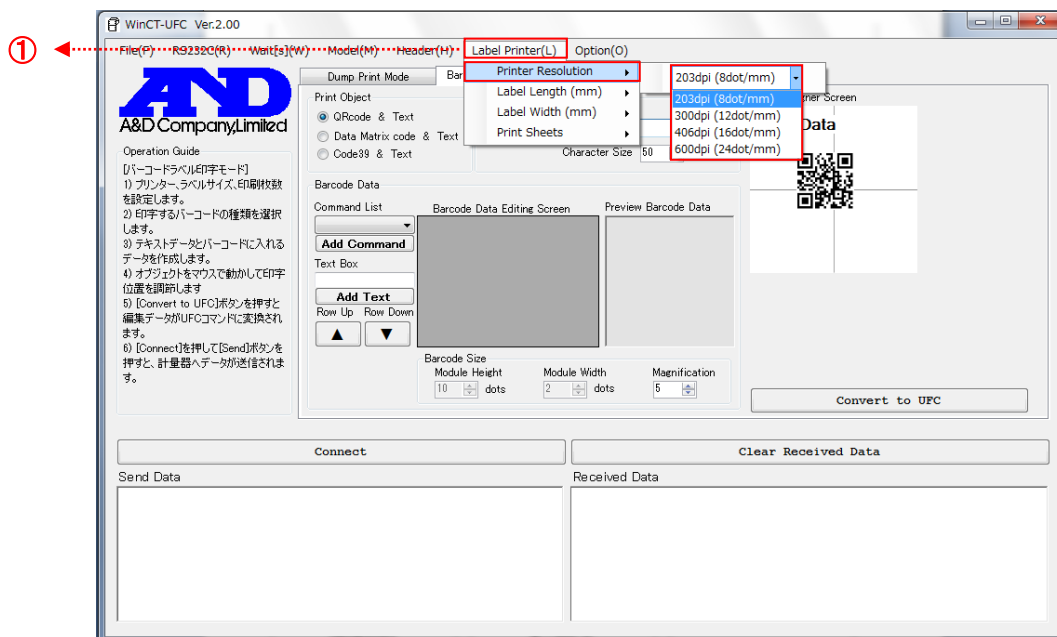 WinCT-UFC Ver.2.00
①
File(F) RS232C(R) Wait[s](W) Model(M) Header(H) Label Printer(L) Option(O)
Printer Resolution
Label Length (mm)
Label Width (mm)
Print Sheets
203dpi (8dot/mm)
203dpi (8dot/mm)
300dpi (12dot/mm)
406dpi (16dot/mm)
600dpi (24dot/mm)
AND
A&D Company,Limited
Operation Guide
[バーコードラベル印字モード]
1) プリンター、ラベルサイズ、印刷枚数
を設定します。
2) 印字するバーコードの種類を選択
します。
3) テキストデータとバーコードに入れる
データを作成します。
4) オブジェクトをマウスで動かして印字
位置を調節します
5) [Convert to UFC]ボタンを押すと
編集データがUFCコマンドに変換され
ます。
6) [Connect]を押して[Send]ボタンを
押すと、計量器へデータが送信されま
す。
Dump Print Mode Bar
Print Object
QRcode & Text
Data Matrix code & Text
Code39 & Text
Character Size 50
Screen
Data
Barcode Data
Command List
Add Command
Text Box
Add Text
Row Up Row Down
▲ ▼
Barcode Data Editing Screen
Preview Barcode Data
Barcode Size
Module Height Module Width Magnification
10 dots 2 dots 5
Convert to UFC
Connect Clear Received Data
Send Data Received Data